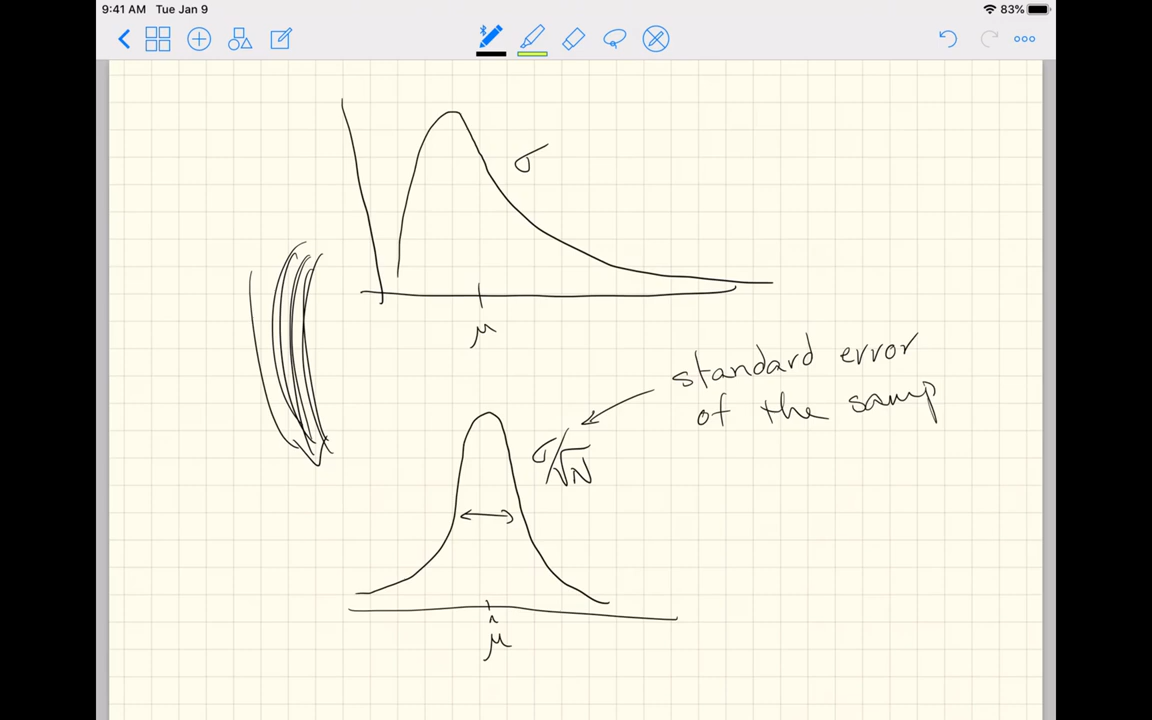 9:41 AM Tue Jan 9
83%
σ
μ
standard error
of the samp
σ/√N
μ̂